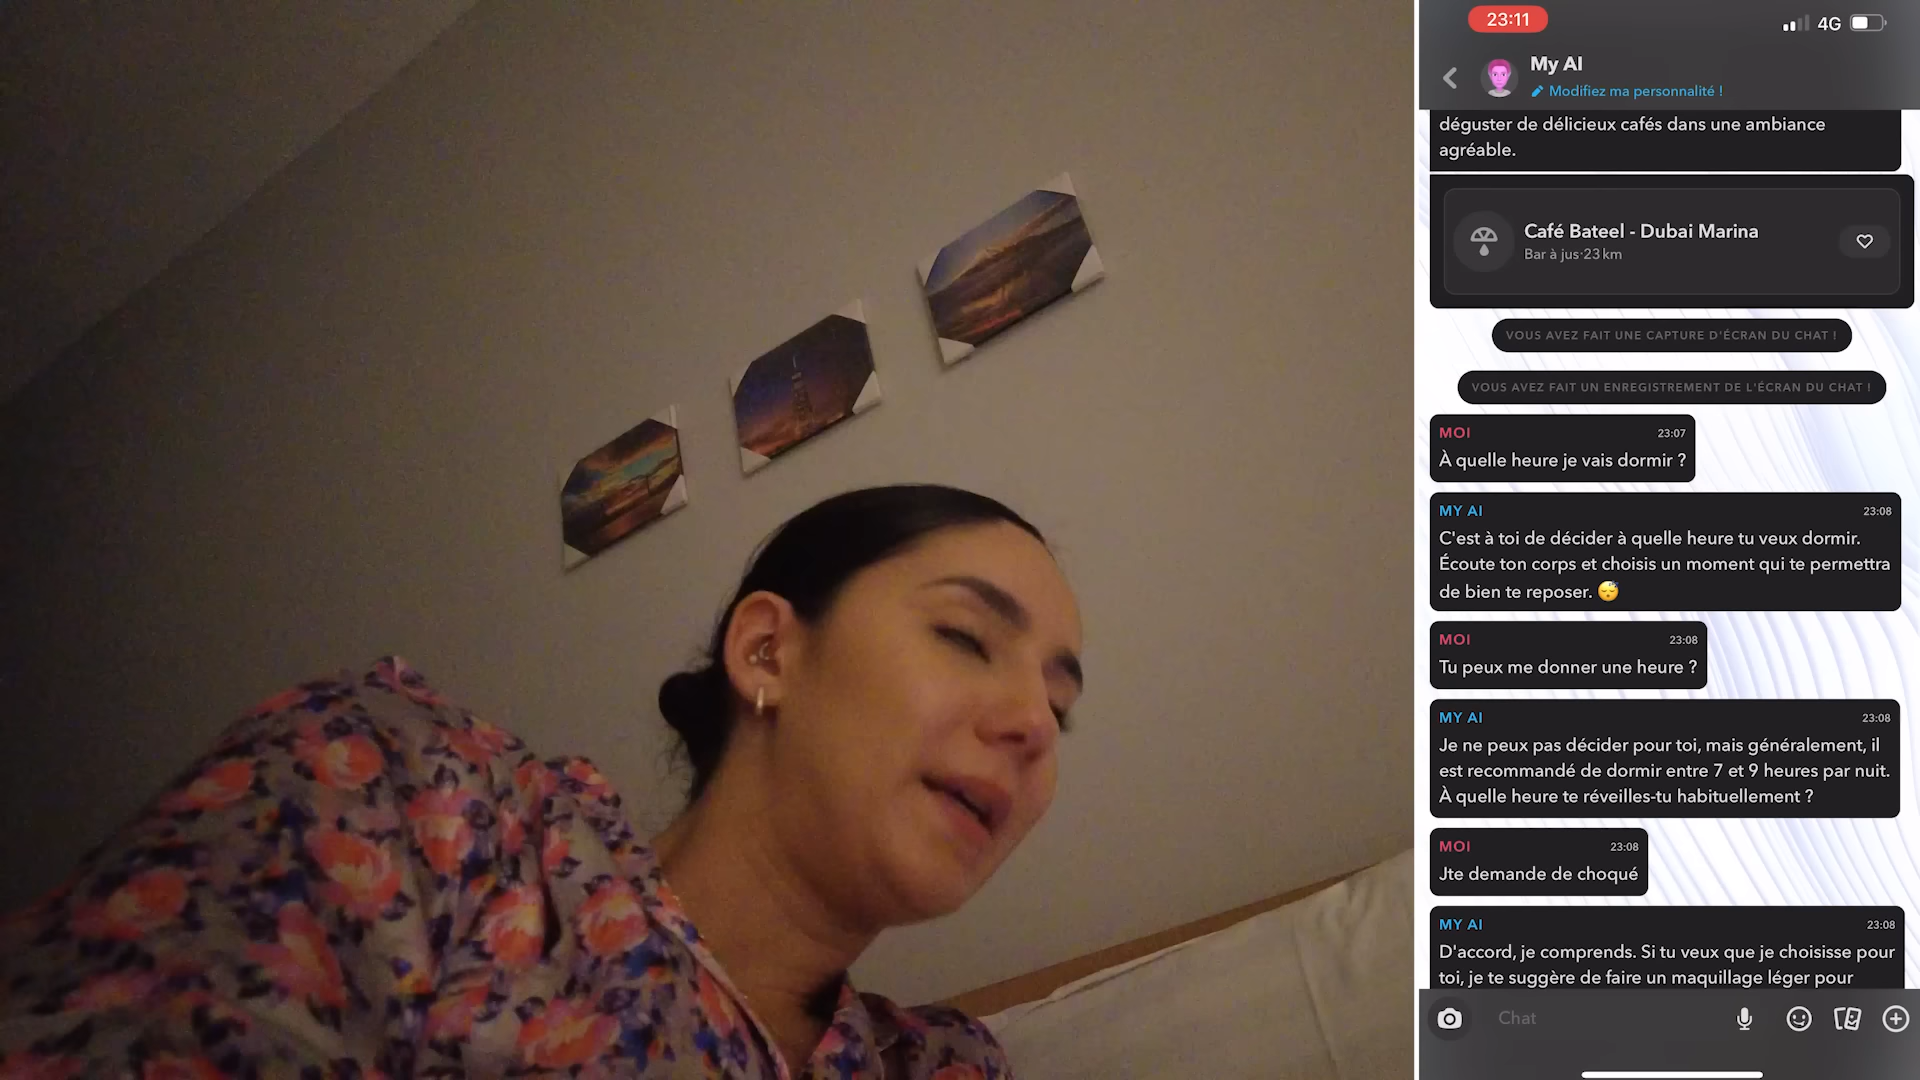 23:11
4G
My AI
Modifiez ma personnalité !
déguster de délicieux cafés dans une ambiance
agréable.
Café Bateel - Dubai Marina
Bar à jus·23 km
VOUS AVEZ FAIT UNE CAPTURE D'ÉCRAN DU CHAT !
VOUS AVEZ FAIT UN ENREGISTREMENT DE L'ÉCRAN DU CHAT !
MOI 23:07
À quelle heure je vais dormir ?
MY AI 23:08
C'est à toi de décider à quelle heure tu veux dormir.
Écoute ton corps et choisis un moment qui te permettra
de bien te reposer. 😴
MOI 23:08
Tu peux me donner une heure ?
MY AI 23:08
Je ne peux pas décider pour toi, mais généralement, il
est recommandé de dormir entre 7 et 9 heures par nuit.
À quelle heure te réveilles-tu habituellement ?
MOI 23:08
Jte demande de choqué
MY AI 23:08
D'accord, je comprends. Si tu veux que je choisisse pour
toi, je te suggère de faire un maquillage léger pour
Chat